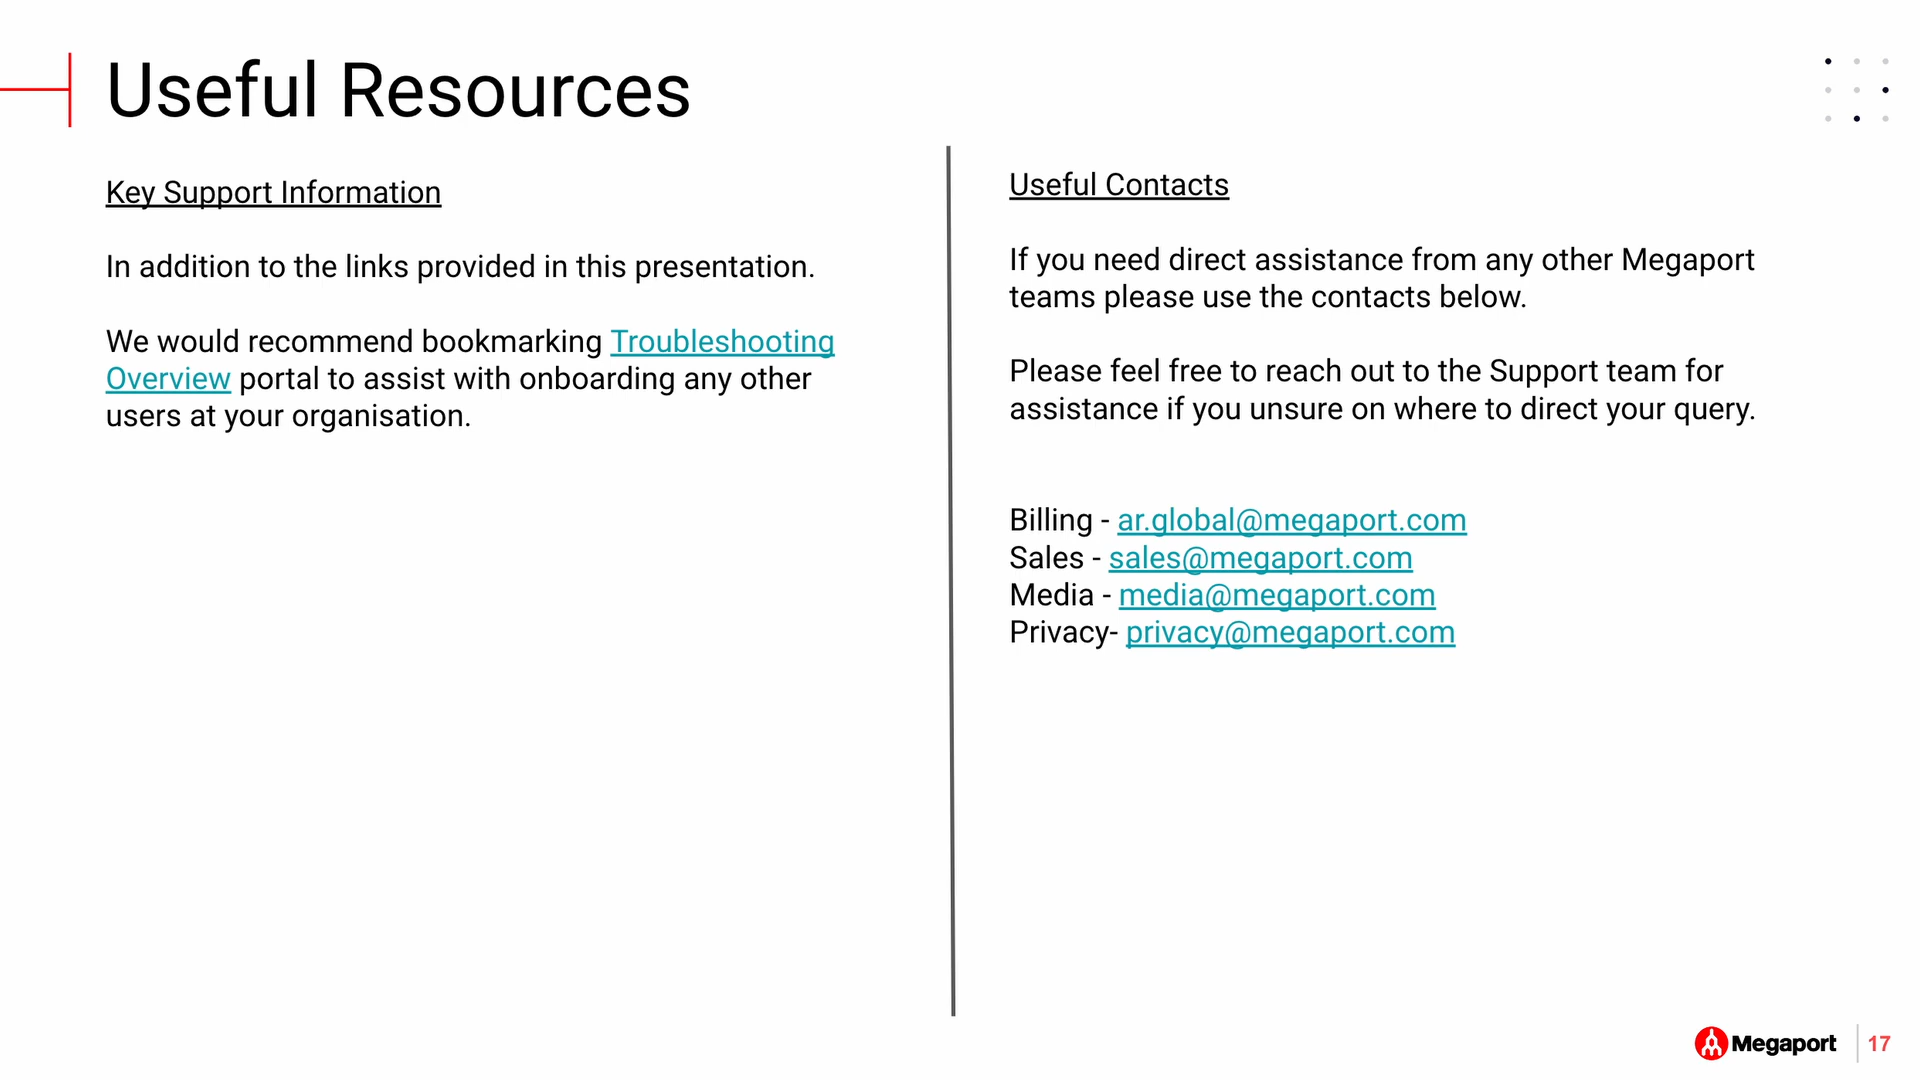 Useful Resources
Key Support Information
In addition to the links provided in this presentation.
We would recommend bookmarking Troubleshooting
Overview portal to assist with onboarding any other
users at your organisation.
Useful Contacts
If you need direct assistance from any other Megaport
teams please use the contacts below.
Please feel free to reach out to the Support team for
assistance if you unsure on where to direct your query.
Billing - ar.global@megaport.com
Sales - sales@megaport.com
Media - media@megaport.com
Privacy- privacy@megaport.com
Megaport
17